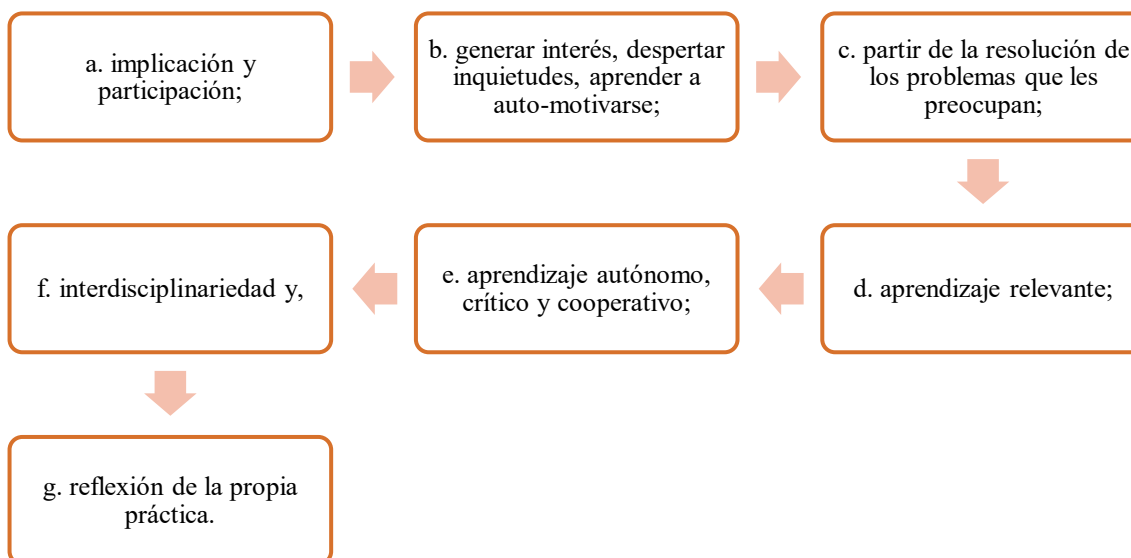 a. implicación y
participación;
b. generar interés, despertar
inquietudes, aprender a
auto-motivarse;
c. partir de la resolución de
los problemas que les
preocupan;
d. aprendizaje relevante;
e. aprendizaje autónomo,
crítico y cooperativo;
f. interdisciplinariedad y,
g. reflexión de la propia
práctica.